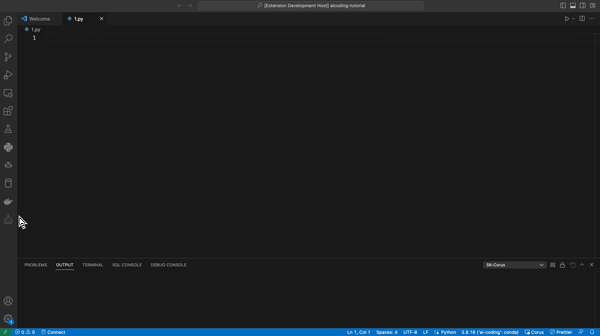 [Extension Development Host] aicoding-tutorial
Welcome
1.py
1.py
1
PROBLEMS OUTPUT TERMINAL SQL CONSOLE DEBUG CONSOLE
SK-Corus
0 0 Connect
Ln 1, Col 1 Spaces: 4 UTF-8 LF Python 3.8.16 ('ai-coding': conda) Corus Prettier